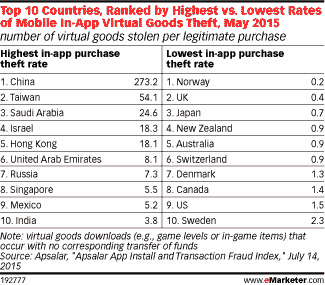 Top 10 Countries, Ranked by Highest vs. Lowest Rates
of Mobile In-App Virtual Goods Theft, May 2015
number of virtual goods stolen per legitimate purchase
Highest in-app purchase
theft rate
1. China 273.2
2. Taiwan 54.1
3. Saudi Arabia 24.6
4. Israel 18.3
5. Hong Kong 18.1
6. United Arab Emirates 8.1
7. Russia 7.3
8. Singapore 5.5
9. Mexico 5.2
10. India 3.8
Lowest in-app purchase
theft rate
1. Norway 0.2
2. UK 0.4
3. Japan 0.7
4. New Zealand 0.9
5. Australia 0.9
6. Switzerland 0.9
7. Denmark 1.3
8. Canada 1.4
9. US 1.5
10. Sweden 2.3
Note: virtual goods downloads (e.g., game levels or in-game items) that
occur with no corresponding transfer of funds
Source: Apsalar, "Apsalar App Install and Transaction Fraud Index," July 14,
2015
192777 www.eMarketer.com